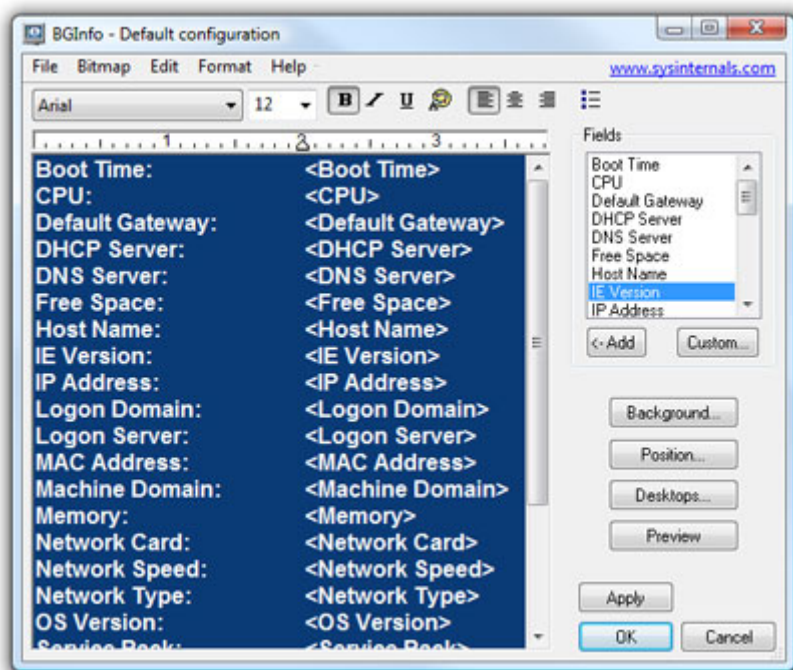 BGInfo - Default configuration
File Bitmap Edit Format Help
www.sysinternals.com
Arial 12 B I U
1 2 3
Boot Time: <Boot Time>
CPU: <CPU>
Default Gateway: <Default Gateway>
DHCP Server: <DHCP Server>
DNS Server: <DNS Server>
Free Space: <Free Space>
Host Name: <Host Name>
IE Version: <IE Version>
IP Address: <IP Address>
Logon Domain: <Logon Domain>
Logon Server: <Logon Server>
MAC Address: <MAC Address>
Machine Domain: <Machine Domain>
Memory: <Memory>
Network Card: <Network Card>
Network Speed: <Network Speed>
Network Type: <Network Type>
OS Version: <OS Version>
Service Pack: <Service Pack>
Fields
Boot Time
CPU
Default Gateway
DHCP Server
DNS Server
Free Space
Host Name
IE Version
IP Address
<- Add Custom...
Background...
Position...
Desktops...
Preview
Apply
OK Cancel